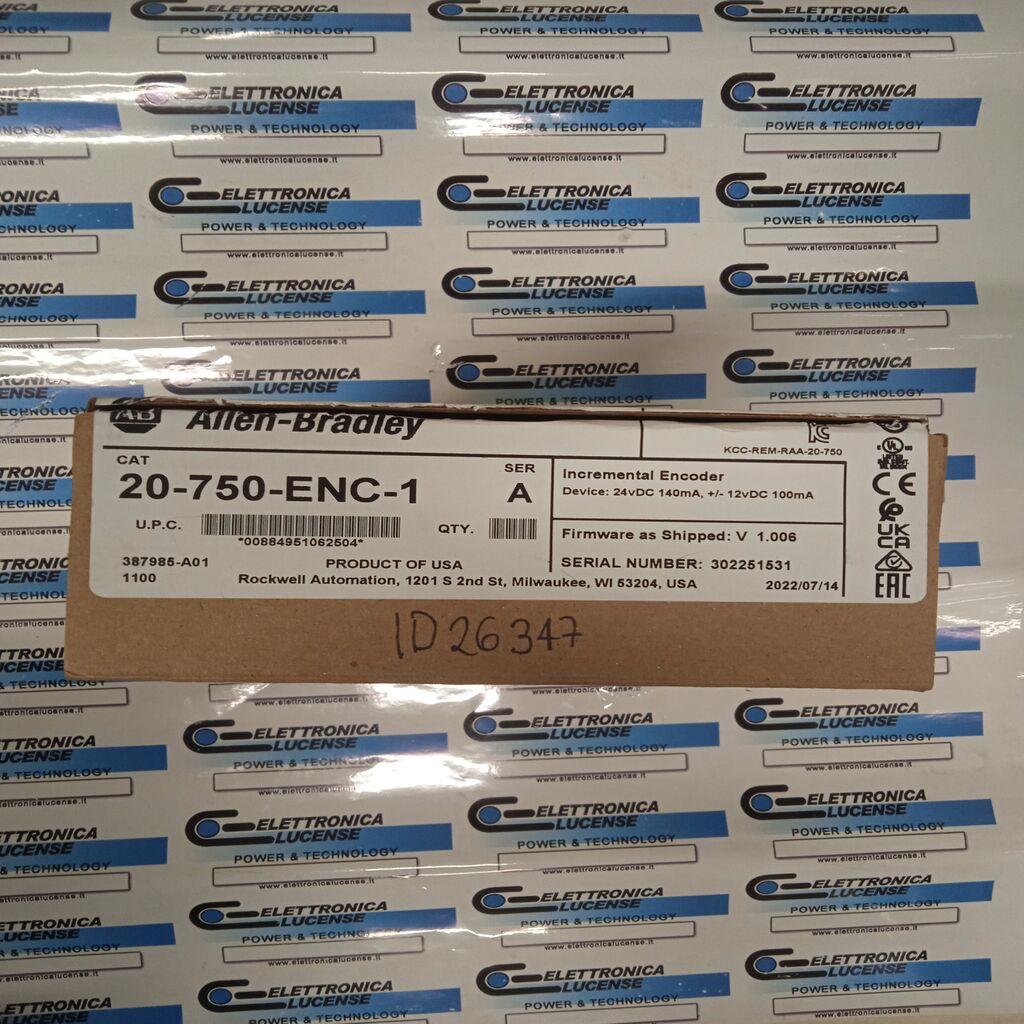 AB Allen-Bradley
KCC-REM-RAA-20-750
CAT
20-750-ENC-1
SER
A
U.P.C.
*00884951062504*
QTY.
387985-A01
1100
PRODUCT OF USA
Rockwell Automation, 1201 S 2nd St, Milwaukee, WI 53204, USA
Incremental Encoder
Device: 24vDC 140mA, +/- 12vDC 100mA
Firmware as Shipped: V 1.006
SERIAL NUMBER: 302251531
2022/07/14
UL
CE
UK
CA
EAC
ID26347
ELETTRONICA
LUCENSE
POWER & TECHNOLOGY
www.elettronicalucense.it